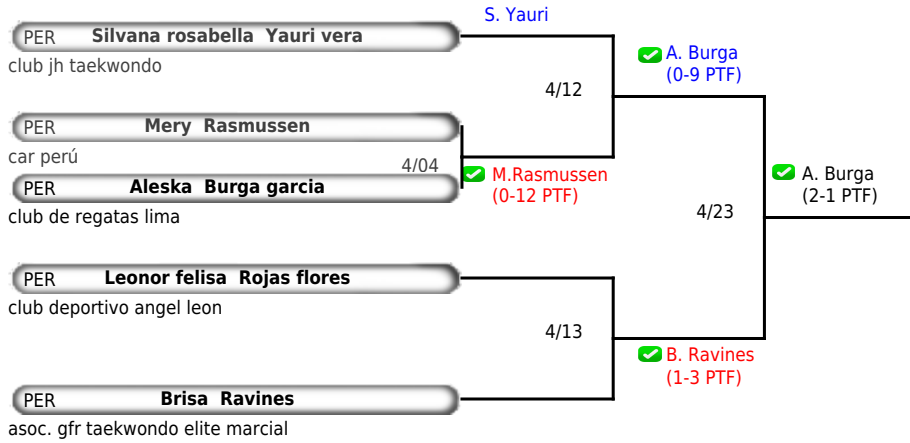 S. Yauri
PER Silvana rosabella Yauri vera
club jh taekwondo
A. Burga
(0-9 PTF)
4/12
PER Mery Rasmussen
car perú
4/04
M.Rasmussen
(0-12 PTF)
PER Aleska Burga garcia
club de regatas lima
A. Burga
(2-1 PTF)
4/23
PER Leonor felisa Rojas flores
club deportivo angel leon
4/13
B. Ravines
(1-3 PTF)
PER Brisa Ravines
asoc. gfr taekwondo elite marcial